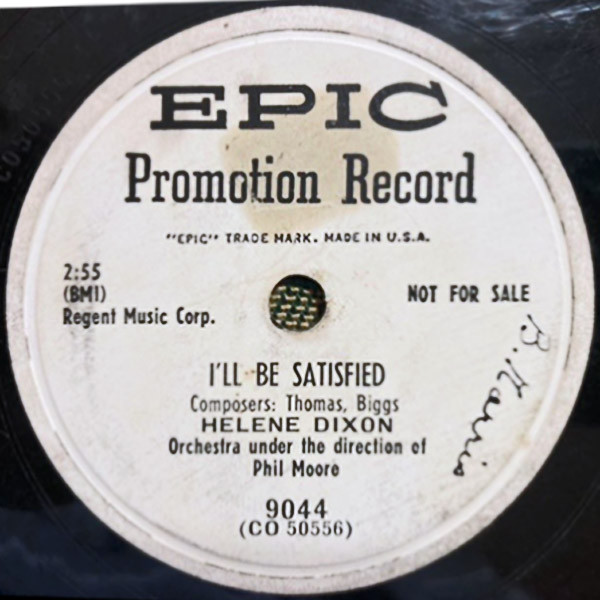 EPIC
Promotion Record
"EPIC" TRADE MARK. MADE IN U.S.A.
2:55
(BMI)
Regent Music Corp.
NOT FOR SALE
B. Harris
I'LL BE SATISFIED
Composers: Thomas, Biggs
HELENE DIXON
Orchestra under the direction of
Phil Moore
9044
(CO 50556)